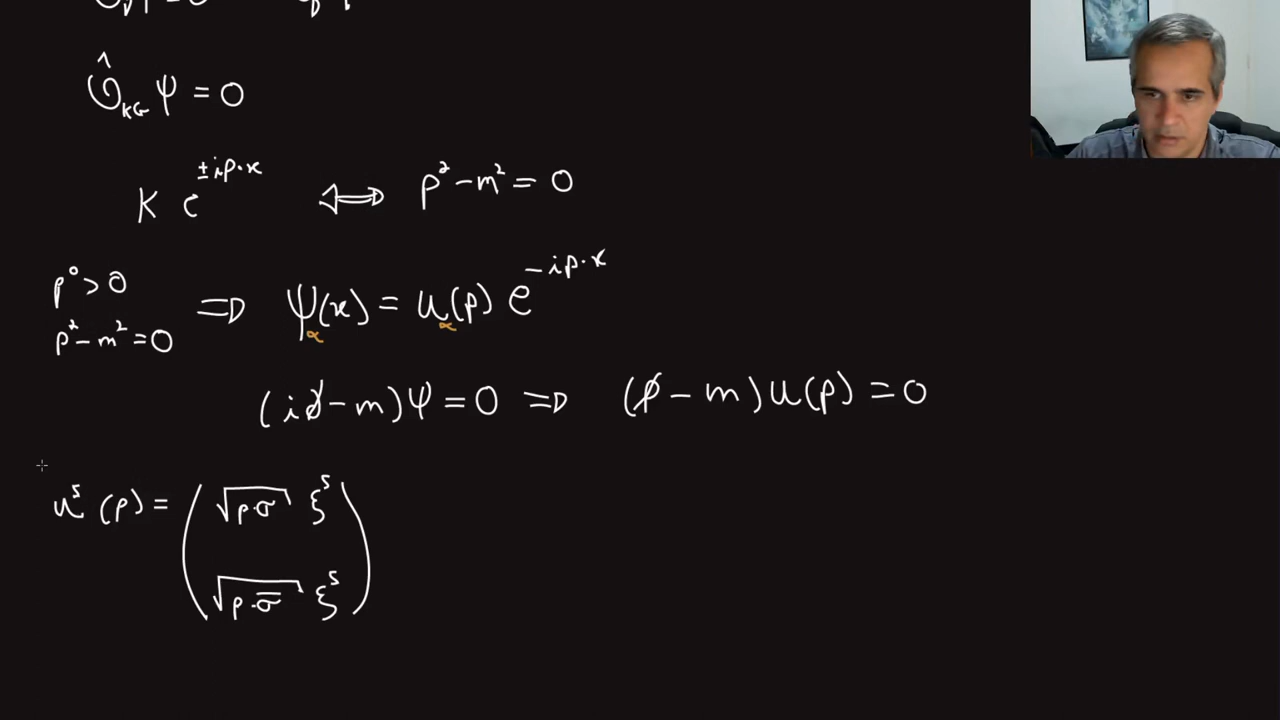 Ô_KG ψ = 0
K e^{±ip·x} ⟺ p² - m² = 0
p⁰ > 0
p² - m² = 0 ⟹ ψ_α(x) = u_α(p) e^{-ip·x}
(i∂̸ - m)ψ = 0 ⟹ (p̸ - m)u(p) = 0
u^s(p) = ( √(p·σ) ξ^s
√(p·σ̄) ξ^s )